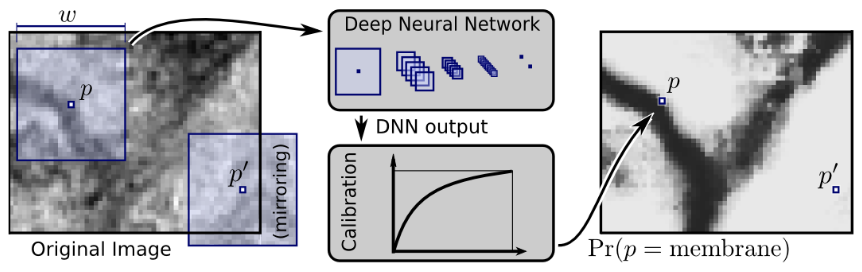 w
Deep Neural Network
p
p
DNN output
p′
(mirroring)
Calibration
p′
Original Image
Pr(p = membrane)